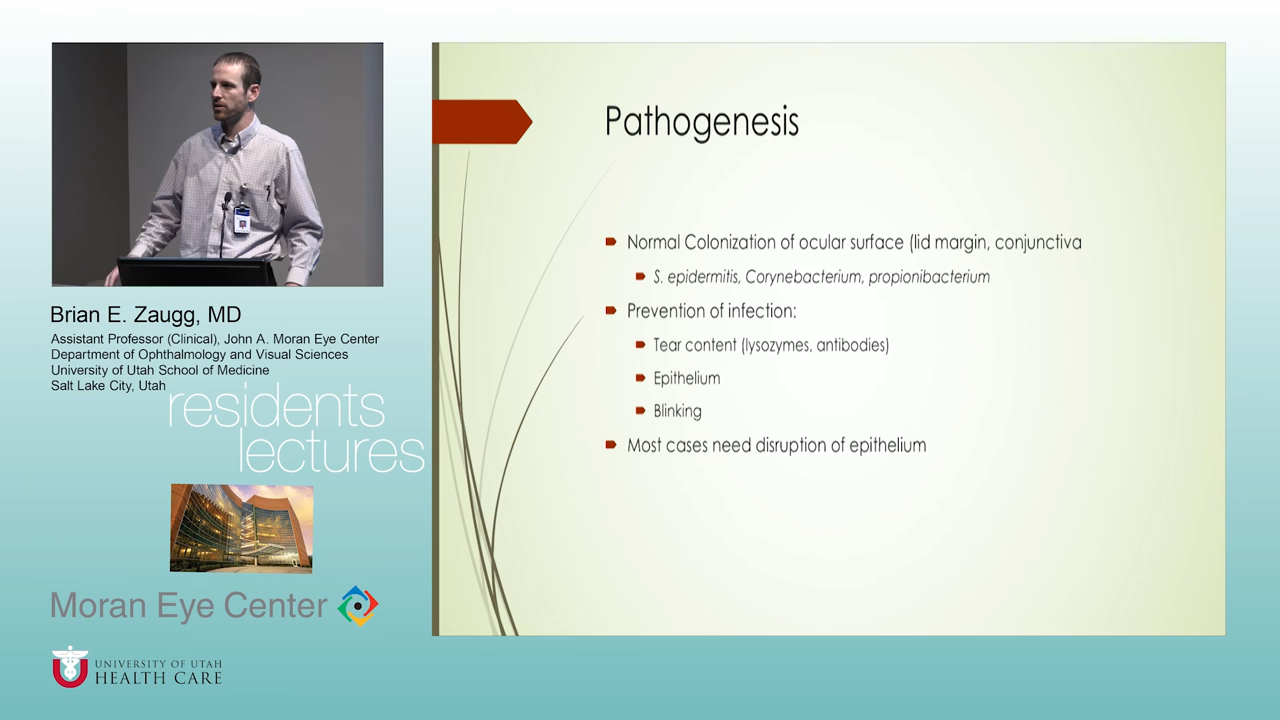 Brian E. Zaugg, MD
Assistant Professor (Clinical), John A. Moran Eye Center
Department of Ophthalmology and Visual Sciences
University of Utah School of Medicine
Salt Lake City, Utah
residents
lectures
Moran Eye Center
UNIVERSITY OF UTAH
HEALTH CARE
Pathogenesis
Normal Colonization of ocular surface (lid margin, conjunctiva
S. epidermitis, Corynebacterium, propionibacterium
Prevention of infection:
Tear content (lysozymes, antibodies)
Epithelium
Blinking
Most cases need disruption of epithelium